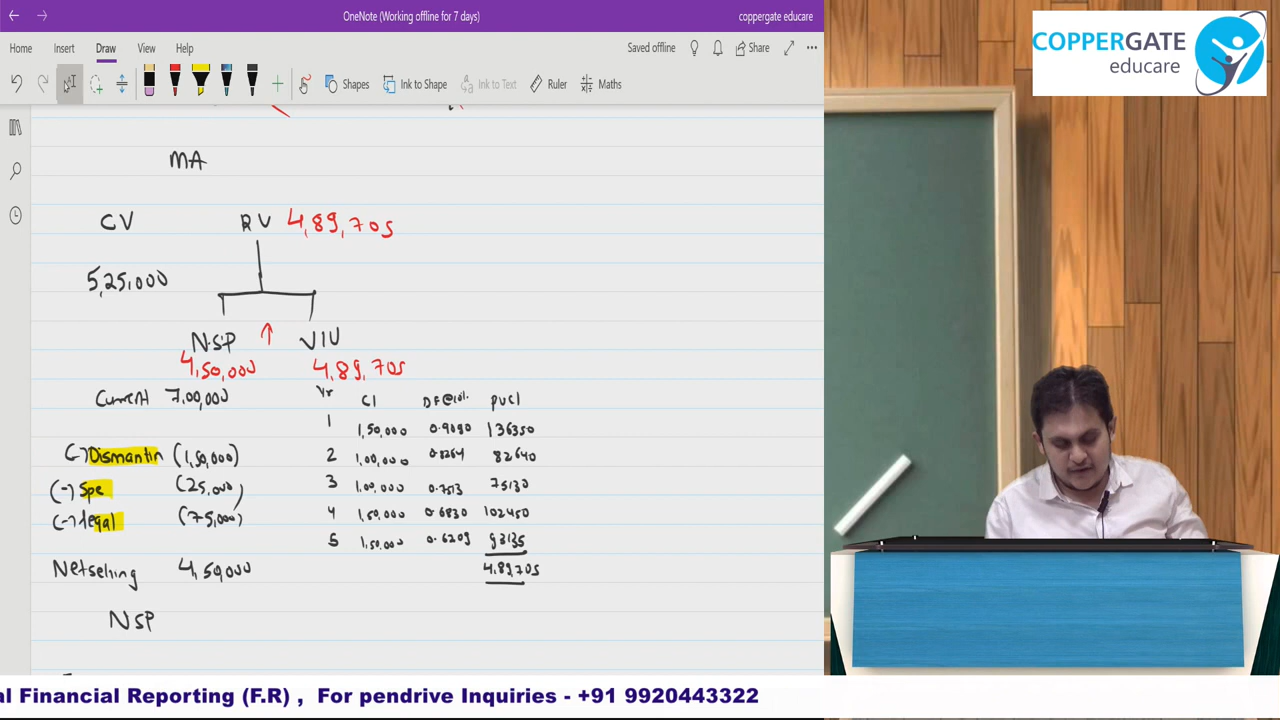 OneNote (Working offline for 7 days)
coppergate educare
Home Insert Draw View Help
Saved offline
Share
Shapes
Ink to Shape
Ink to Text
Ruler
Maths
COPPERGATE
educare
MA
CV RV 4,89,705
5,25,000
N.S.P VIU
4,50,000 4,89,705
Current 7,00,000
Yr CI DF@10% PVCI
1 1,50,000 0.9090 136350
(-) Dismantin (1,50,000)
2 1,00,000 0.8264 82640
(-) Spe (25,000)
3 1,00,000 0.7513 75130
(-) legal (75,000)
4 1,50,000 0.6830 102450
5 1,50,000 0.6209 93135
Net selling 4,50,000
4,89,705
NSP
al Financial Reporting (F.R) , For pendrive Inquiries - +91 9920443322